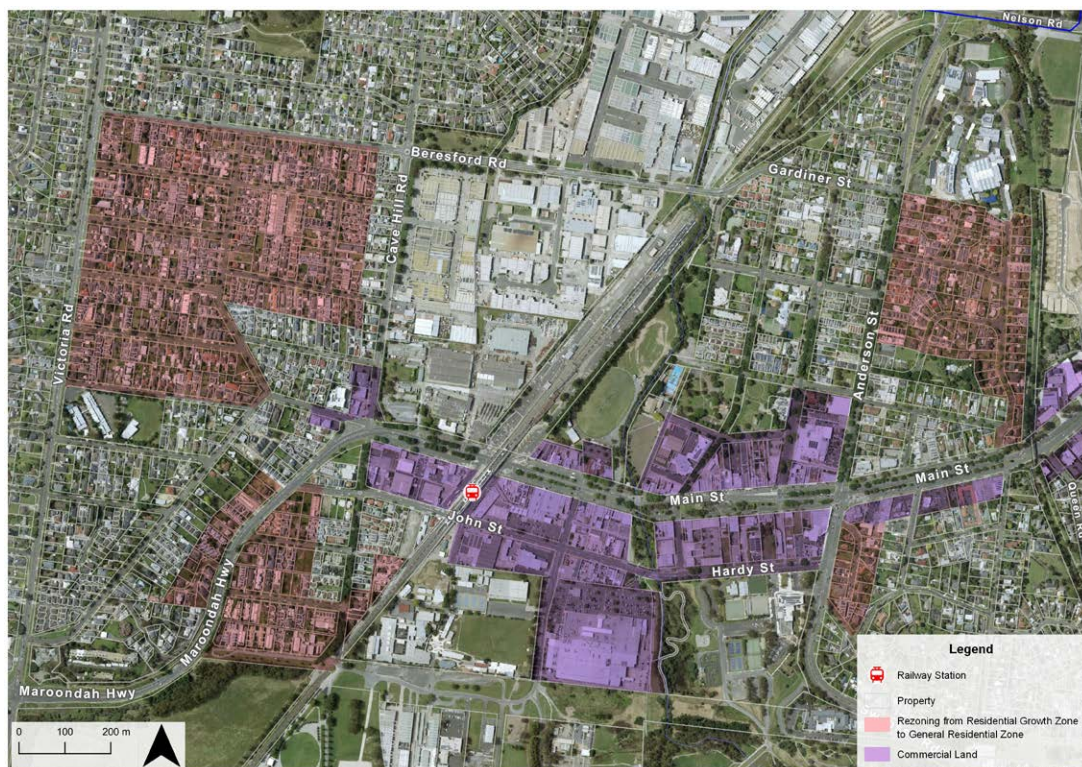 Nelson Rd
Beresford Rd
Gardiner St
Cave Hill Rd
Victoria Rd
Anderson St
Main St
Main St
John St
Hardy St
Maroondah Hwy
Maroondah Hwy
0 100 200 m
Legend
Railway Station
Property
Rezoning from Residential Growth Zone
to General Residential Zone
Commercial Land